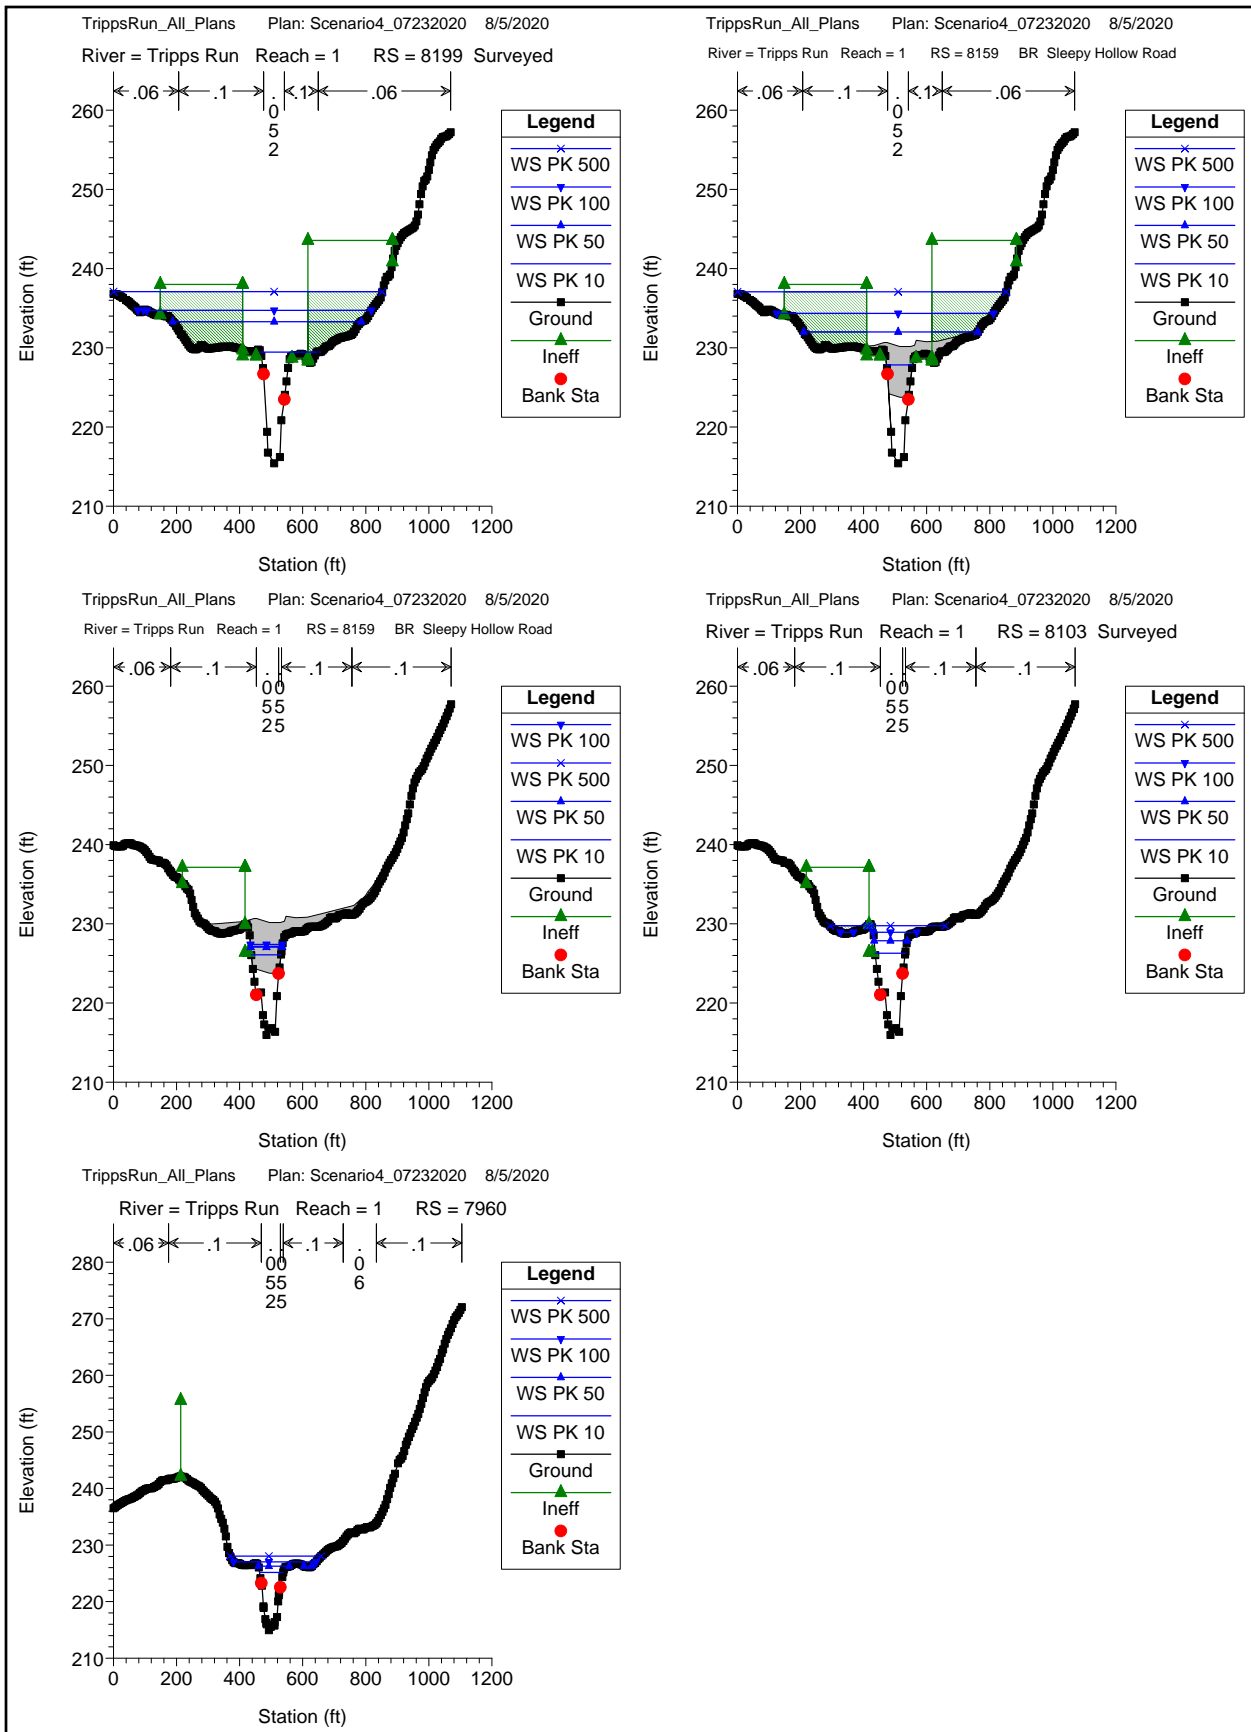 TrippsRun_All_Plans Plan: Scenario4_07232020 8/5/2020
River = Tripps Run Reach = 1 RS = 8199 Surveyed
.06
.1
.
0
5
2
.1
.06
260
250
240
230
220
210
0 200 400 600 800 1000 1200
Elevation (ft)
Station (ft)
Legend
WS PK 500
WS PK 100
WS PK 50
WS PK 10
Ground
Ineff
Bank Sta
TrippsRun_All_Plans Plan: Scenario4_07232020 8/5/2020
River = Tripps Run Reach = 1 RS = 8159 BR Sleepy Hollow Road
.06
.1
.
0
5
2
.1
.06
260
250
240
230
220
210
0 200 400 600 800 1000 1200
Elevation (ft)
Station (ft)
Legend
WS PK 500
WS PK 100
WS PK 50
WS PK 10
Ground
Ineff
Bank Sta
TrippsRun_All_Plans Plan: Scenario4_07232020 8/5/2020
River = Tripps Run Reach = 1 RS = 8159 BR Sleepy Hollow Road
.06
.1
. .
00
55
25
.1
.1
260
250
240
230
220
210
0 200 400 600 800 1000 1200
Elevation (ft)
Station (ft)
Legend
WS PK 100
WS PK 500
WS PK 50
WS PK 10
Ground
Ineff
Bank Sta
TrippsRun_All_Plans Plan: Scenario4_07232020 8/5/2020
River = Tripps Run Reach = 1 RS = 8103 Surveyed
.06
.1
. .
00
55
25
.1
.1
260
250
240
230
220
210
0 200 400 600 800 1000 1200
Elevation (ft)
Station (ft)
Legend
WS PK 500
WS PK 100
WS PK 50
WS PK 10
Ground
Ineff
Bank Sta
TrippsRun_All_Plans Plan: Scenario4_07232020 8/5/2020
River = Tripps Run Reach = 1 RS = 7960
.06
.1
. .
00
55
25
.1
.
0
6
.1
280
270
260
250
240
230
220
210
0 200 400 600 800 1000 1200
Elevation (ft)
Station (ft)
Legend
WS PK 500
WS PK 100
WS PK 50
WS PK 10
Ground
Ineff
Bank Sta